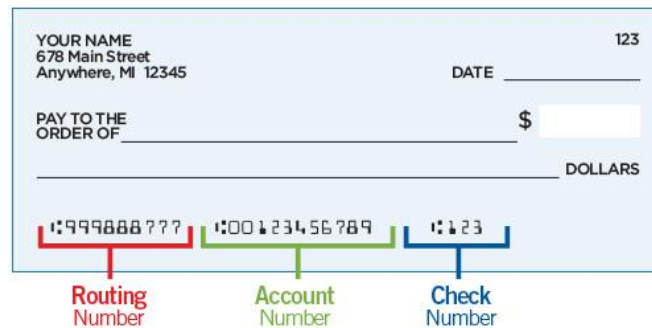 YOUR NAME 123
678 Main Street
Anywhere, MI 12345 DATE
PAY TO THE
ORDER OF $
DOLLARS
⑆999888777 ⑆00123456789 ⑆123
Routing Account Check
Number Number Number